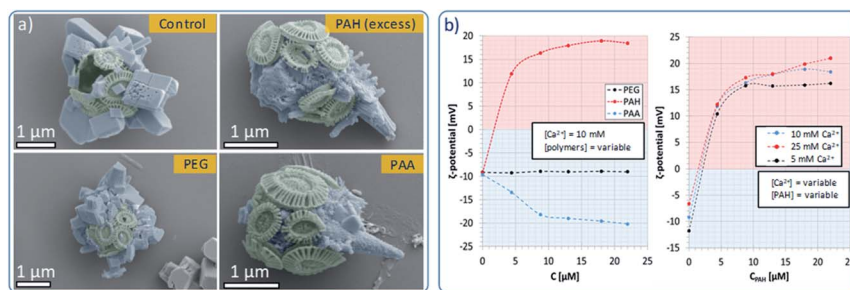 a)
Control
PAH (excess)
1 μm
1 μm
PEG
PAA
1 μm
1 μm
b)
20
15
10
5
0
-5
-10
-15
-20
-25
ζ-potential [mV]
PEG
PAH
PAA
[Ca²⁺] = 10 mM
[polymers] = variable
0 5 10 15 20 25
C [μM]
25
20
15
10
5
0
-5
-10
-15
ζ-potential [mV]
10 mM Ca²⁺
25 mM Ca²⁺
5 mM Ca²⁺
[Ca²⁺] = variable
[PAH] = variable
0 5 10 15 20 25
C_PAH [μM]